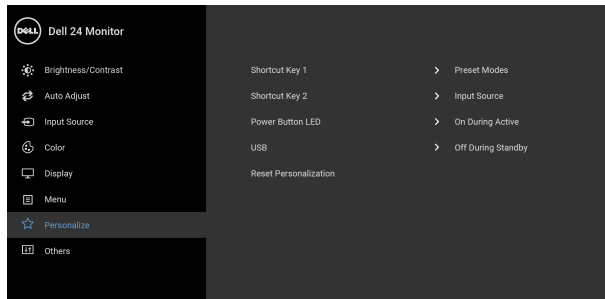 DELL Dell 24 Monitor
Brightness/Contrast
Auto Adjust
Input Source
Color
Display
Menu
Personalize
Others
Shortcut Key 1 > Preset Modes
Shortcut Key 2 > Input Source
Power Button LED > On During Active
USB > Off During Standby
Reset Personalization